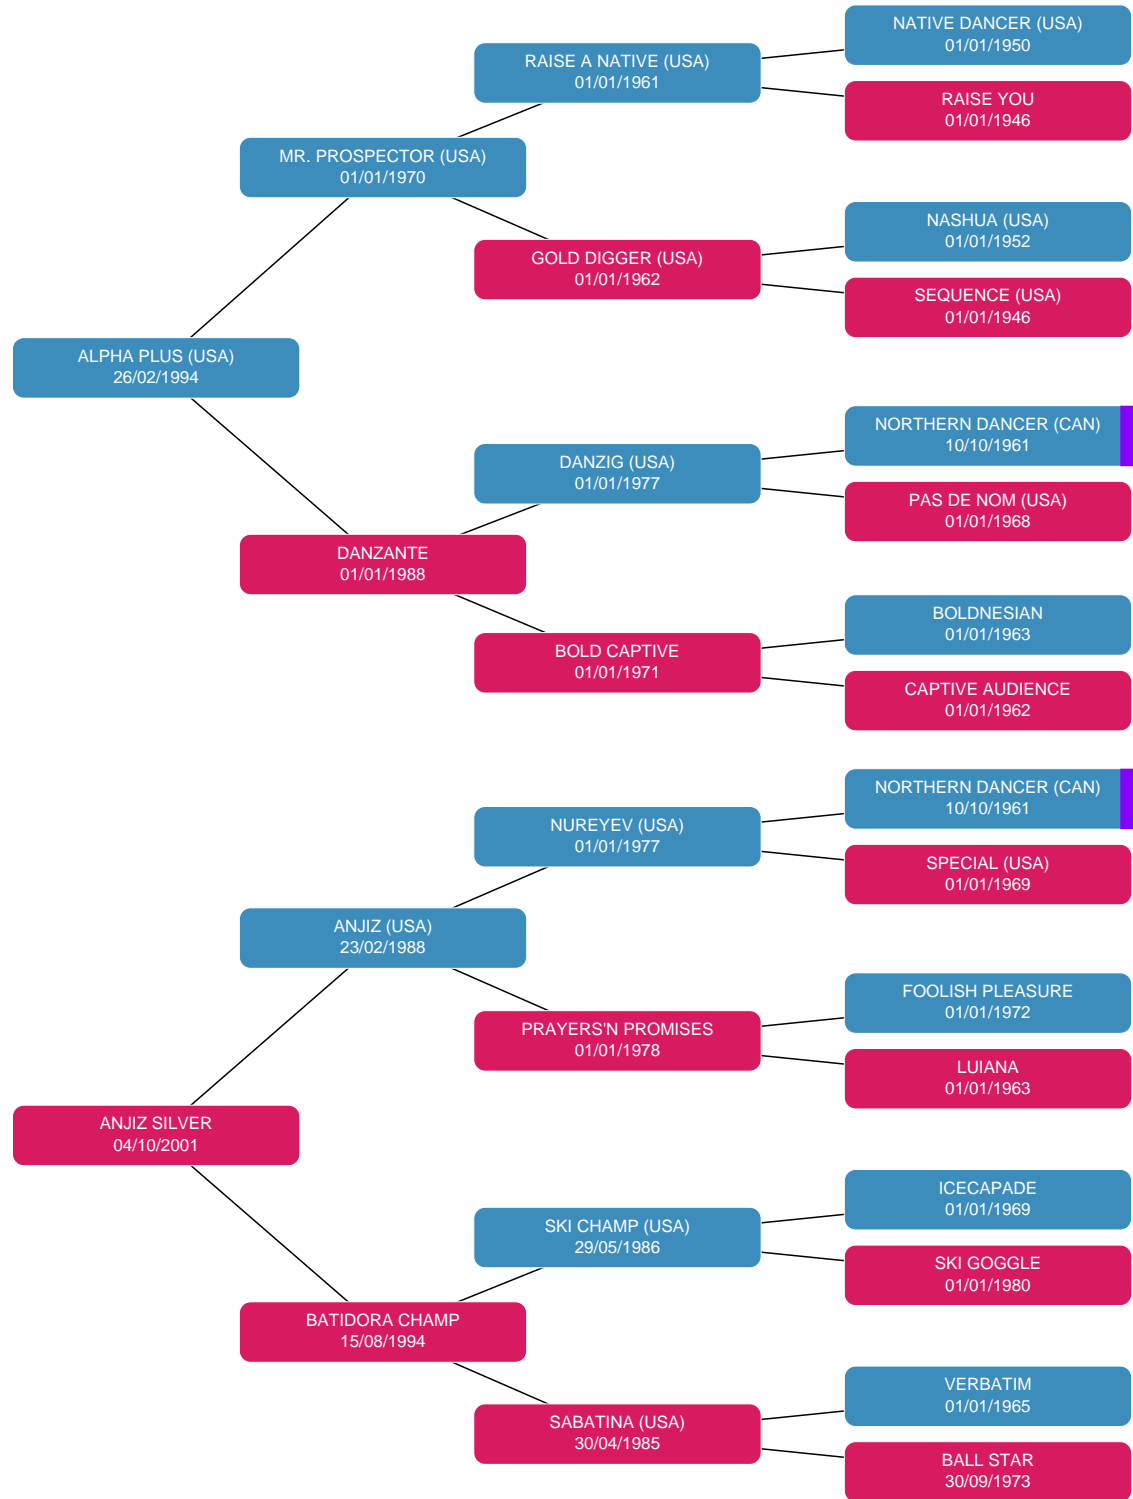 NATIVE DANCER (USA)
01/01/1950
RAISE A NATIVE (USA)
01/01/1961
RAISE YOU
01/01/1946
MR. PROSPECTOR (USA)
01/01/1970
NASHUA (USA)
01/01/1952
GOLD DIGGER (USA)
01/01/1962
SEQUENCE (USA)
01/01/1946
ALPHA PLUS (USA)
26/02/1994
NORTHERN DANCER (CAN)
10/10/1961
DANZIG (USA)
01/01/1977
PAS DE NOM (USA)
01/01/1968
DANZANTE
01/01/1988
BOLDNESIAN
01/01/1963
BOLD CAPTIVE
01/01/1971
CAPTIVE AUDIENCE
01/01/1962
NORTHERN DANCER (CAN)
10/10/1961
NUREYEV (USA)
01/01/1977
SPECIAL (USA)
01/01/1969
ANJIZ (USA)
23/02/1988
FOOLISH PLEASURE
01/01/1972
PRAYERS'N PROMISES
01/01/1978
LUIANA
01/01/1963
ANJIZ SILVER
04/10/2001
ICECAPADE
01/01/1969
SKI CHAMP (USA)
29/05/1986
SKI GOGGLE
01/01/1980
BATIDORA CHAMP
15/08/1994
VERBATIM
01/01/1965
SABATINA (USA)
30/04/1985
BALL STAR
30/09/1973